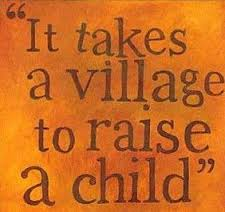 “It takes
a village
to raise
a child”